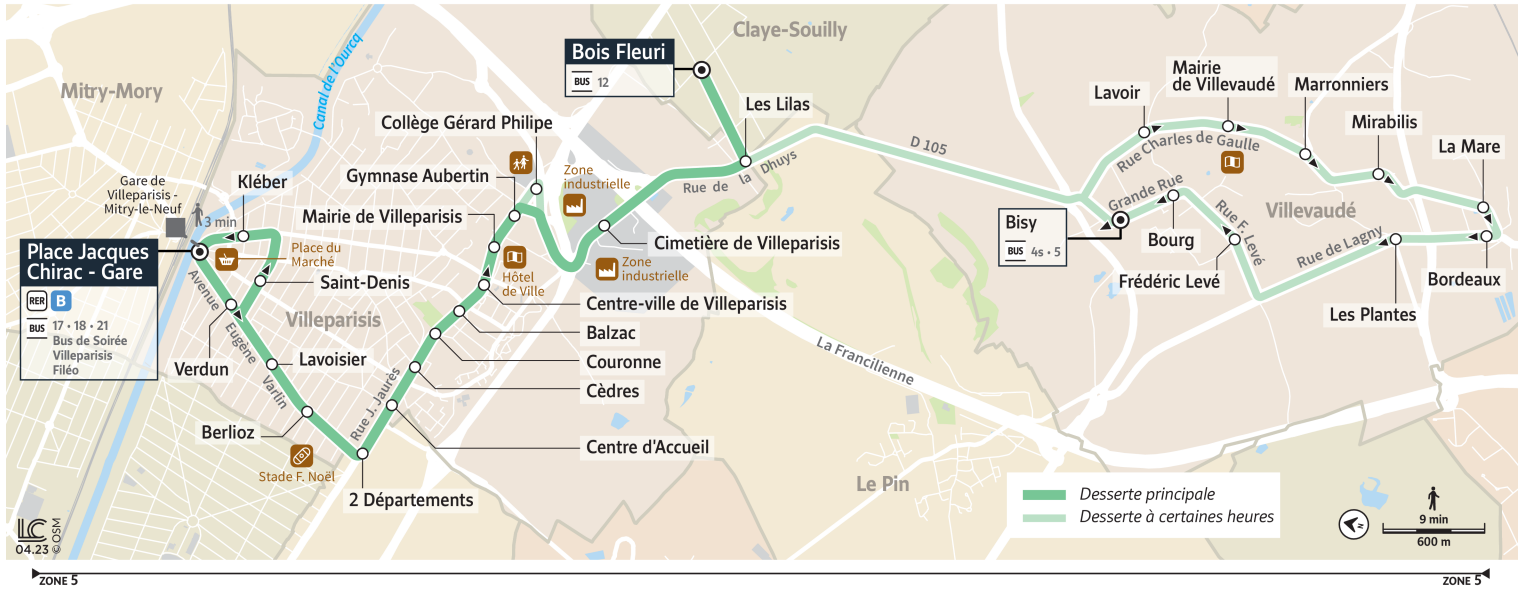 Claye-Souilly
Bois Fleuri
BUS 12
Mitry-Mory
Canal de l'Ourcq
Les Lilas
Collège Gérard Philipe
Gymnase Aubertin
Zone
industrielle
Rue de la Dhuys
D 105
Mairie
de Villevaudé
Lavoir
Marronniers
Mirabilis
La Mare
Rue Charles de Gaulle
Grande Rue
Bisy
BUS 4s • 5
Bourg
Rue F. Levé
Villevaudé
Frédéric Levé
Rue de Lagny
Bordeaux
Les Plantes
Gare de
Villeparisis -
Mitry-le-Neuf
3 min
Kléber
Place Jacques
Chirac - Gare
RER B
BUS 17 • 18 • 21
Bus de Soirée
Villeparisis
Filéo
Place du
Marché
Saint-Denis
Mairie de Villeparisis
Hôtel
de Ville
Cimetière de Villeparisis
Zone
industrielle
Centre-ville de Villeparisis
Balzac
Couronne
Cèdres
Centre d'Accueil
Villeparisis
Avenue Eugène Varlin
Verdun
Lavoisier
Berlioz
Rue J. Jaurès
Stade F. Noël
2 Départements
La Francilienne
Le Pin
Desserte principale
Desserte à certaines heures
N
9 min
600 m
LC
04.23
© OSM
ZONE 5
ZONE 5